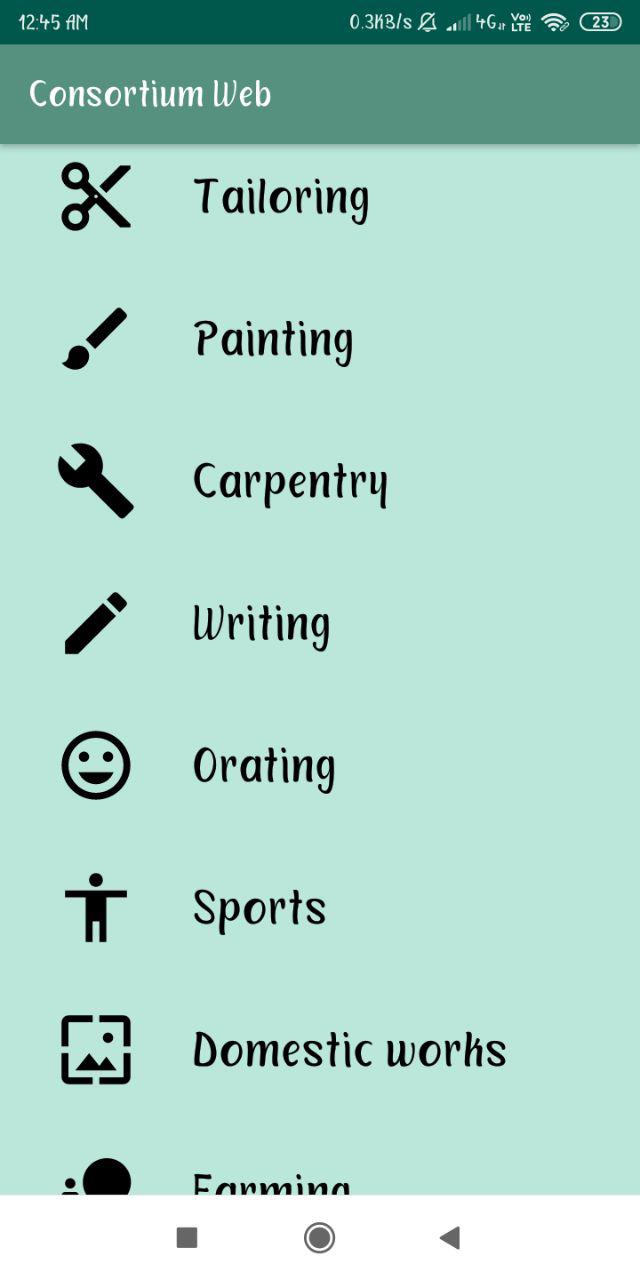 12:45 AM 0.3KB/s 4G Vo) LTE 23
Consortium Web
Tailoring
Painting
Carpentry
Writing
Orating
Sports
Domestic works
Farming